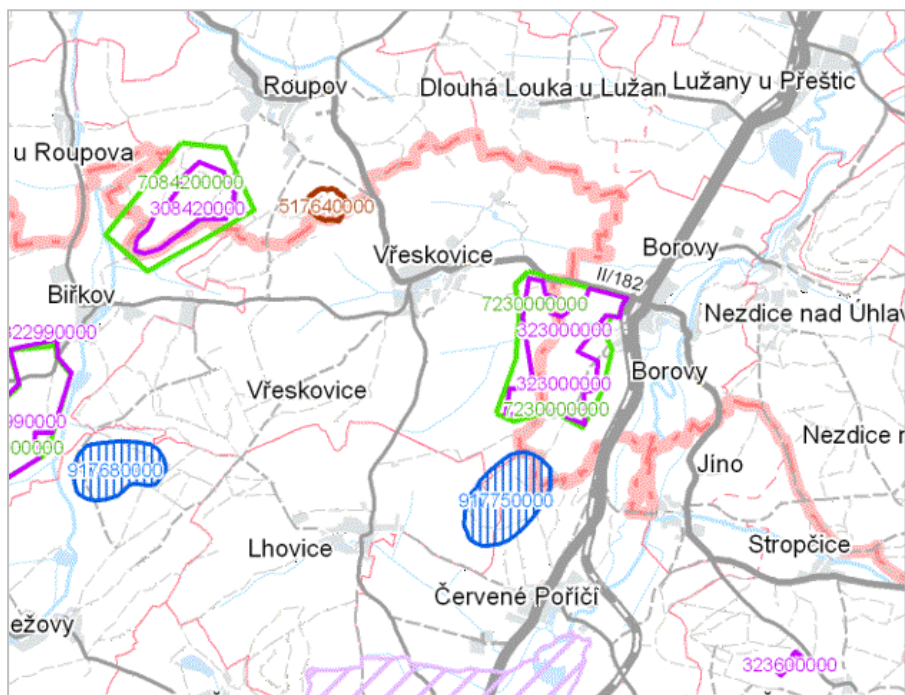 Roupov
Dlouhá Louka u Lužan
Lužany u Přeštic
u Roupova
7084200000
308420000
517640000
Vřeskovice
Borovy
II/182
Biřkov
7230000000
323000000
Nezdice nad Úhlav
322990000
323000000
Borovy
Vřeskovice
7230000000
990000
00000
Nezdice n
917680000
Jíno
917750000
Lhovice
Stropčice
Červené Poříčí
ežovy
323600000